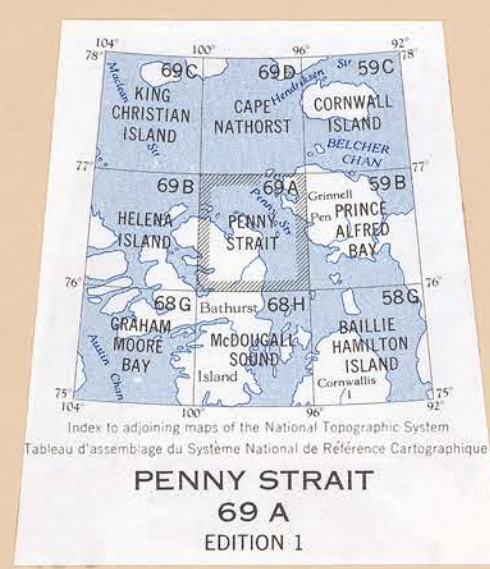 104° 100° 96° 92°
78° 78°
69C 69D 59C
Maclean Str
KING CHRISTIAN ISLAND
CAPE NATHORST
Hendriksen Str
CORNWALL ISLAND
BELCHER CHAN
77° 77°
69B 69A 59B
HELENA ISLAND
Penny Str
PENNY STRAIT
Grinnell Pen
PRINCE ALFRED BAY
76° 76°
68G 68H 58G
Bathurst
GRAHAM MOORE BAY
Austin Chan
McDOUGALL SOUND
Island
BAILLIE HAMILTON ISLAND
Cornwallis I
75° 75°
104° 100° 96° 92°
Index to adjoining maps of the National Topographic System
Tableau d'assemblage du Système National de Référence Cartographique
PENNY STRAIT
69 A
EDITION 1